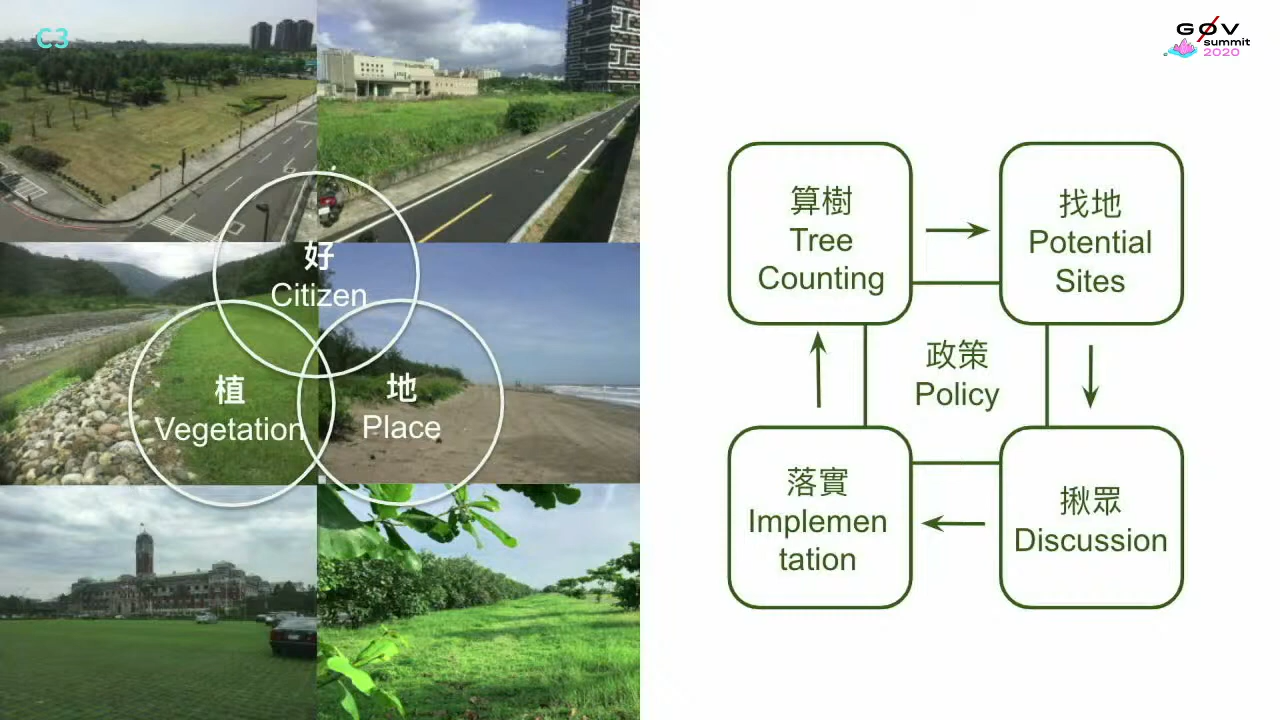 C3
GØV
summit
2020
好
Citizen
植
Vegetation
地
Place
算樹
Tree
Counting
找地
Potential
Sites
政策
Policy
落實
Implemen
tation
揪眾
Discussion